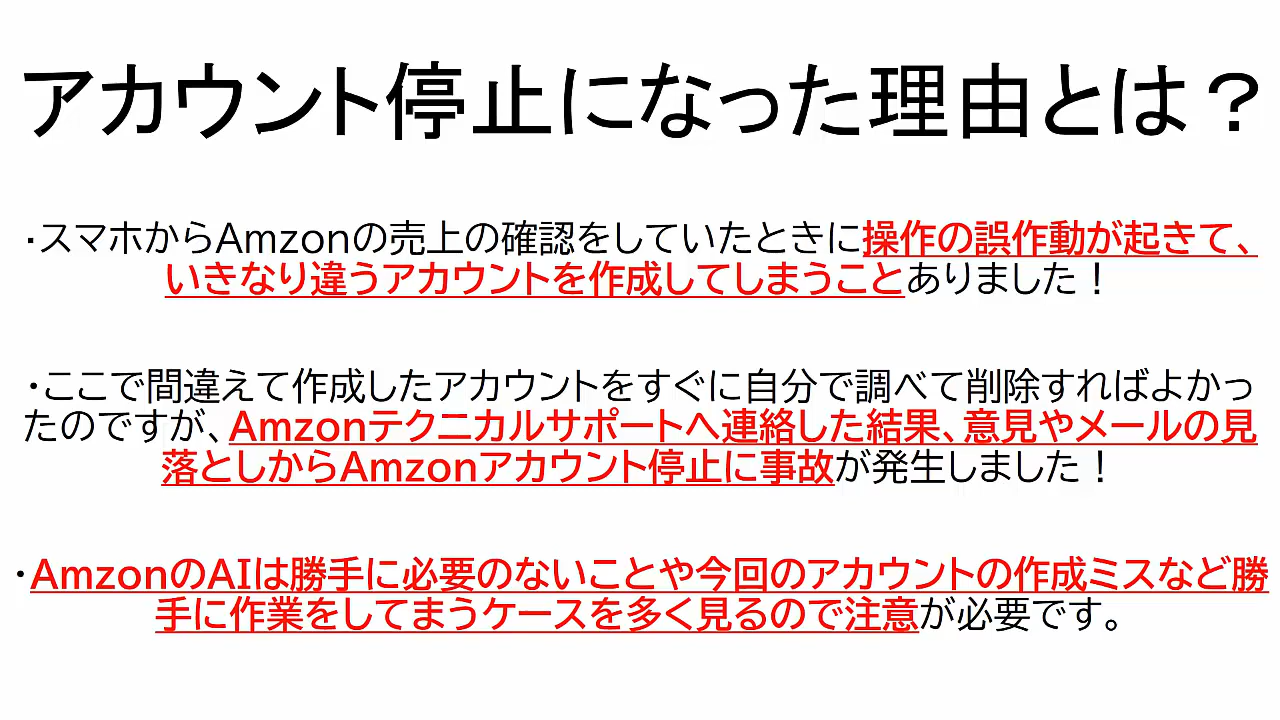 アカウント停止になった理由とは？
・スマホからAmzonの売上の確認をしていたときに操作の誤作動が起きて、
いきなり違うアカウントを作成してしまうことありました！
・ここで間違えて作成したアカウントをすぐに自分で調べて削除すればよかっ
たのですが、Amzonテクニカルサポートへ連絡した結果、意見やメールの見
落としからAmzonアカウント停止に事故が発生しました！
・AmzonのAIは勝手に必要のないことや今回のアカウントの作成ミスなど勝
手に作業をしてまうケースを多く見るので注意が必要です。